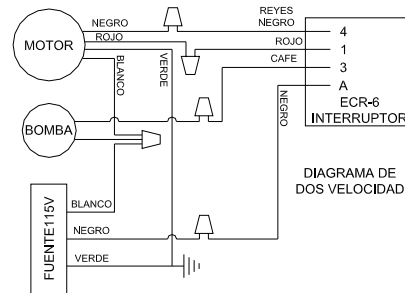 NEGRO
REYES
NEGRO
4
MOTOR
ROJO
ROJO
1
BLANCO
VERDE
CAFE
3
NEGRO
A
BOMBA
ECR-6
INTERRUPTOR
DIAGRAMA DE
DOS VELOCIDAD
FUENTE115V
BLANCO
NEGRO
VERDE